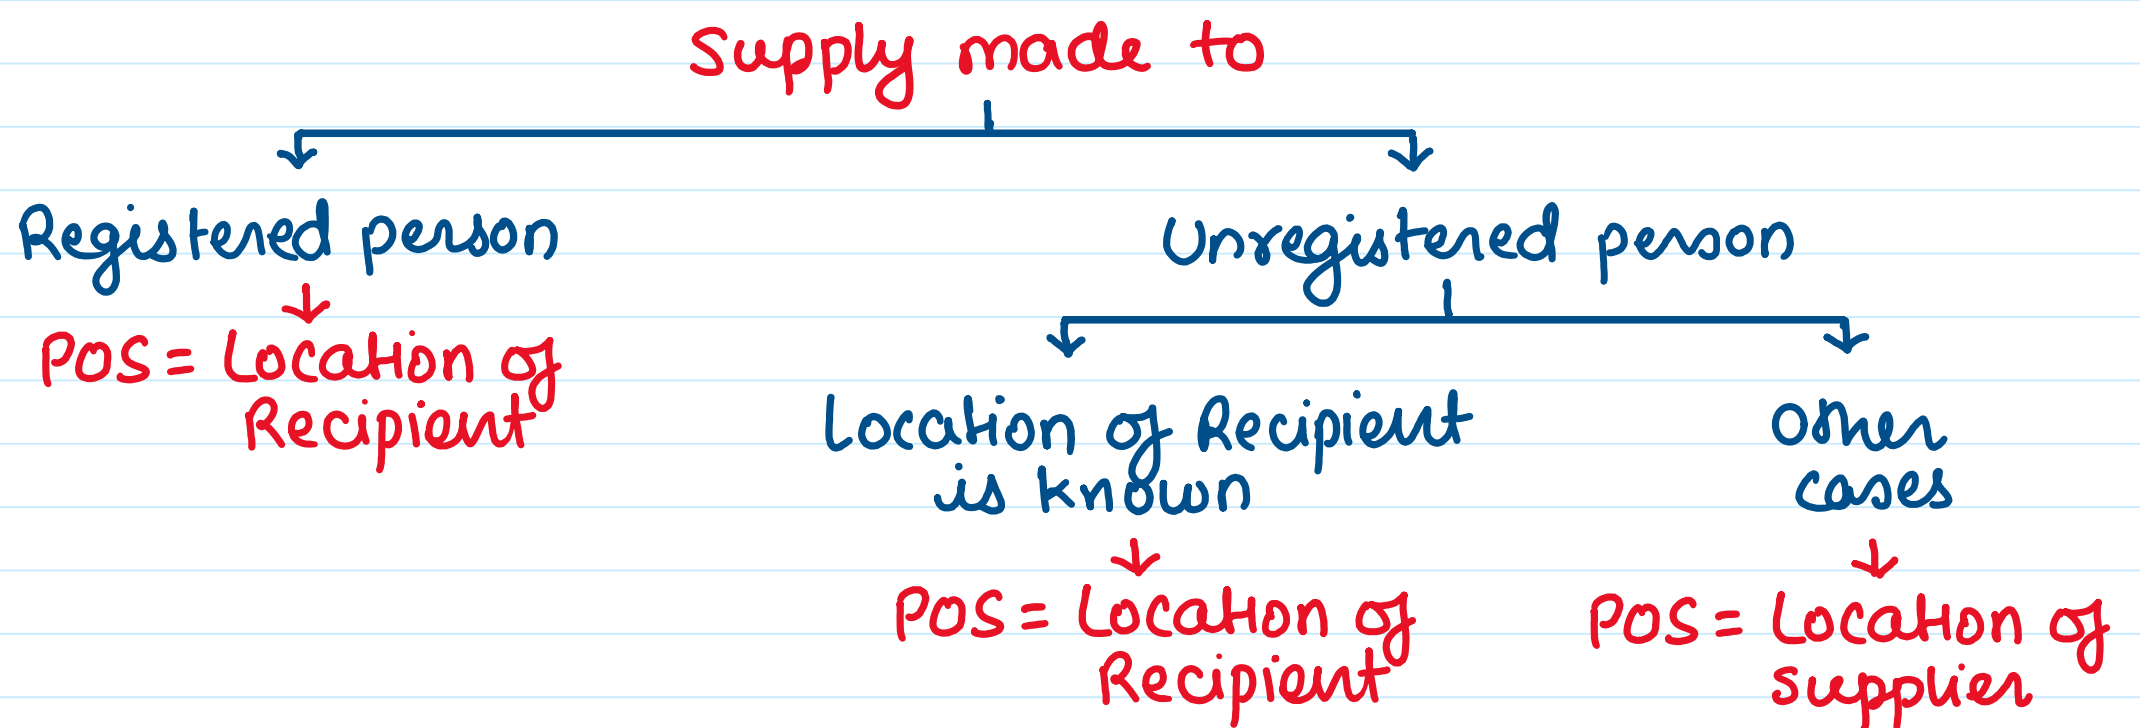 Supply made to
Registered person
Unregistered person
POS = Location of
Recipient
Location of Recipient
is known
Other
cases
POS = Location of
Recipient
POS = Location of
supplier